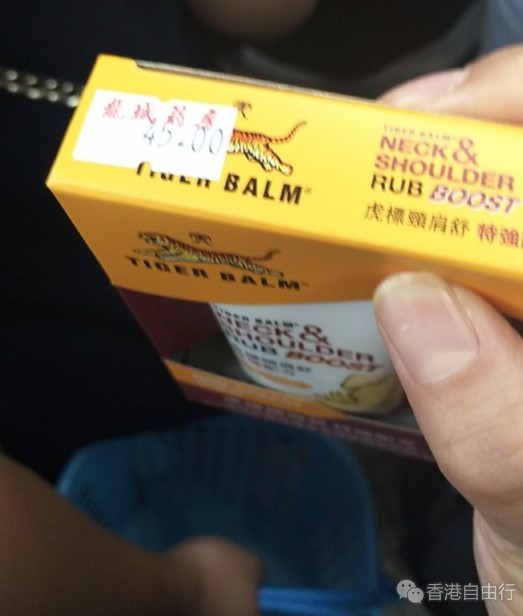 龍城葯房
45.00
TIGER BALM®
TIGER BALM®
NECK &
SHOULDER
RUB BOOST
虎標頸肩舒 特強
TIGER BALM®
TIGER BALM®
NECK &
SHOULDER
RUB BOOST
香港自由行